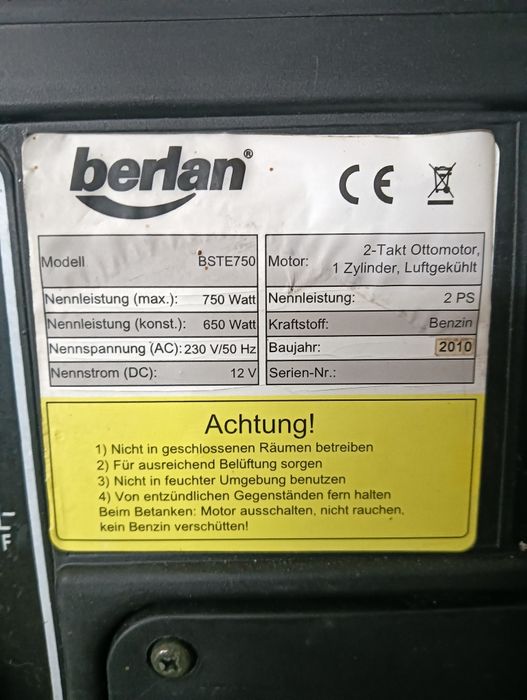 berlan®
CE
Modell BSTE750
Nennleistung (max.): 750 Watt
Nennleistung (konst.): 650 Watt
Nennspannung (AC): 230 V/50 Hz
Nennstrom (DC): 12 V
Motor: 2-Takt Ottomotor,
1 Zylinder, Luftgekühlt
Nennleistung: 2 PS
Kraftstoff: Benzin
Baujahr: 2010
Serien-Nr.:
Achtung!
1) Nicht in geschlossenen Räumen betreiben
2) Für ausreichend Belüftung sorgen
3) Nicht in feuchter Umgebung benutzen
4) Von entzündlichen Gegenständen fern halten
Beim Betanken: Motor ausschalten, nicht rauchen,
kein Benzin verschütten!
F